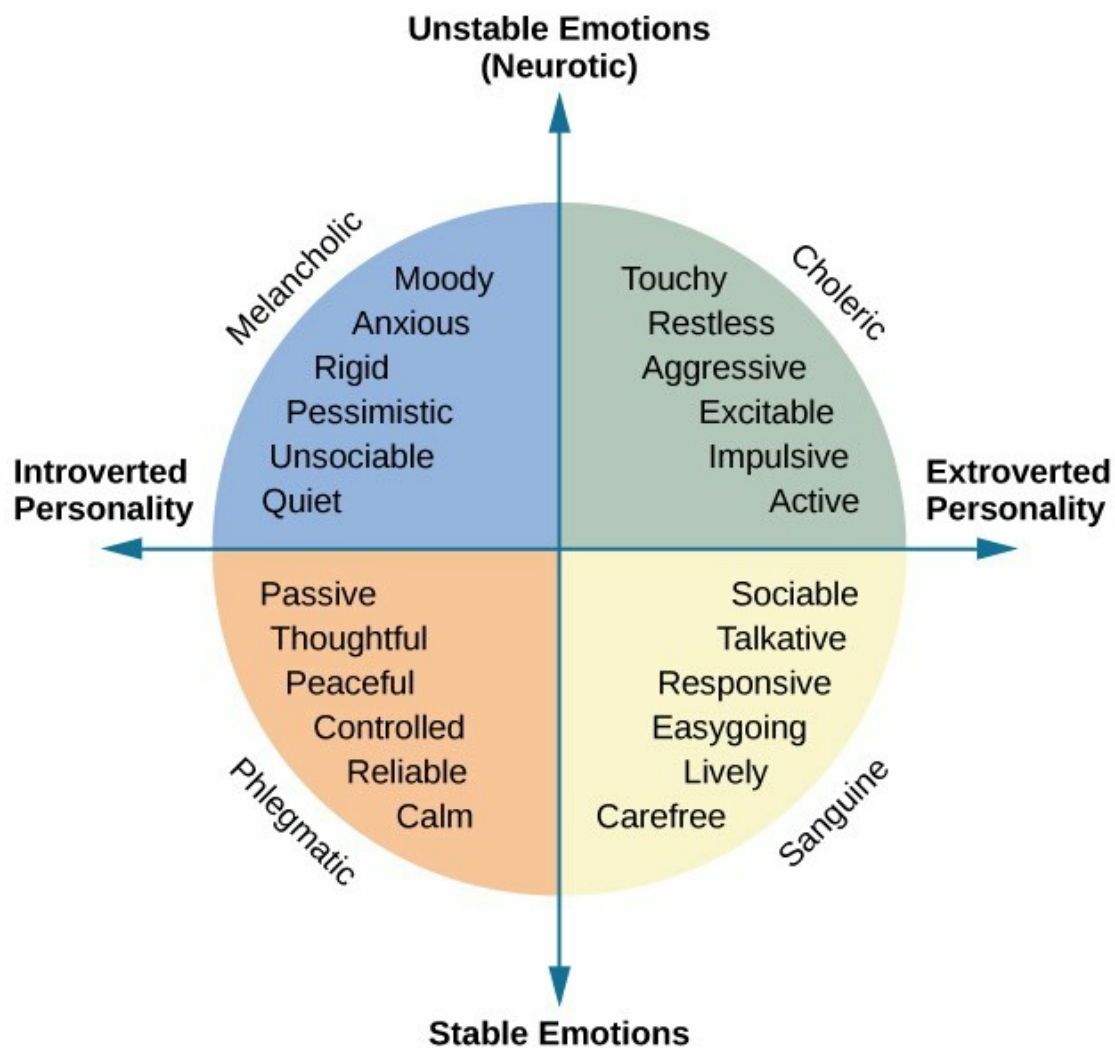 Unstable Emotions
(Neurotic)
Melancholic
Choleric
Moody
Anxious
Rigid
Pessimistic
Unsociable
Quiet
Touchy
Restless
Aggressive
Excitable
Impulsive
Active
Introverted
Personality
Extroverted
Personality
Passive
Thoughtful
Peaceful
Controlled
Reliable
Calm
Sociable
Talkative
Responsive
Easygoing
Lively
Carefree
Phlegmatic
Sanguine
Stable Emotions